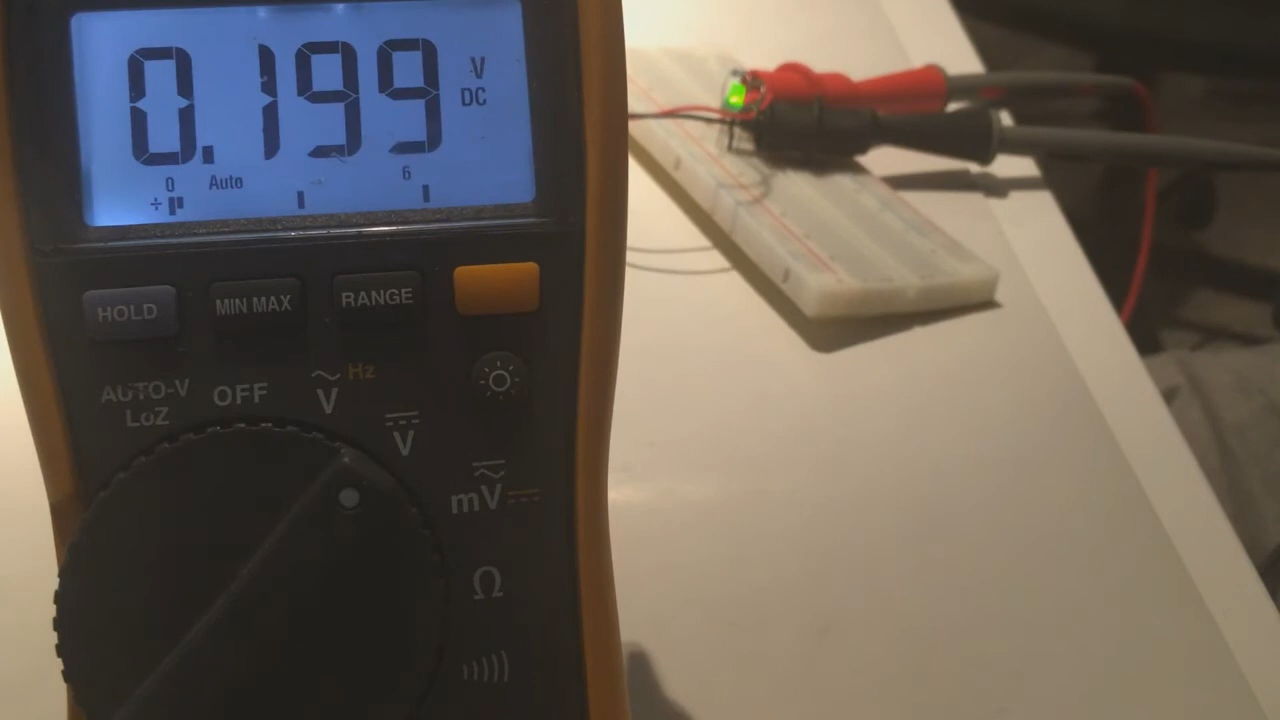 0.199 V
DC
0 Auto 6
HOLD MIN MAX RANGE
AUTO-V
LoZ
OFF
V Hz
V
mV
Ω